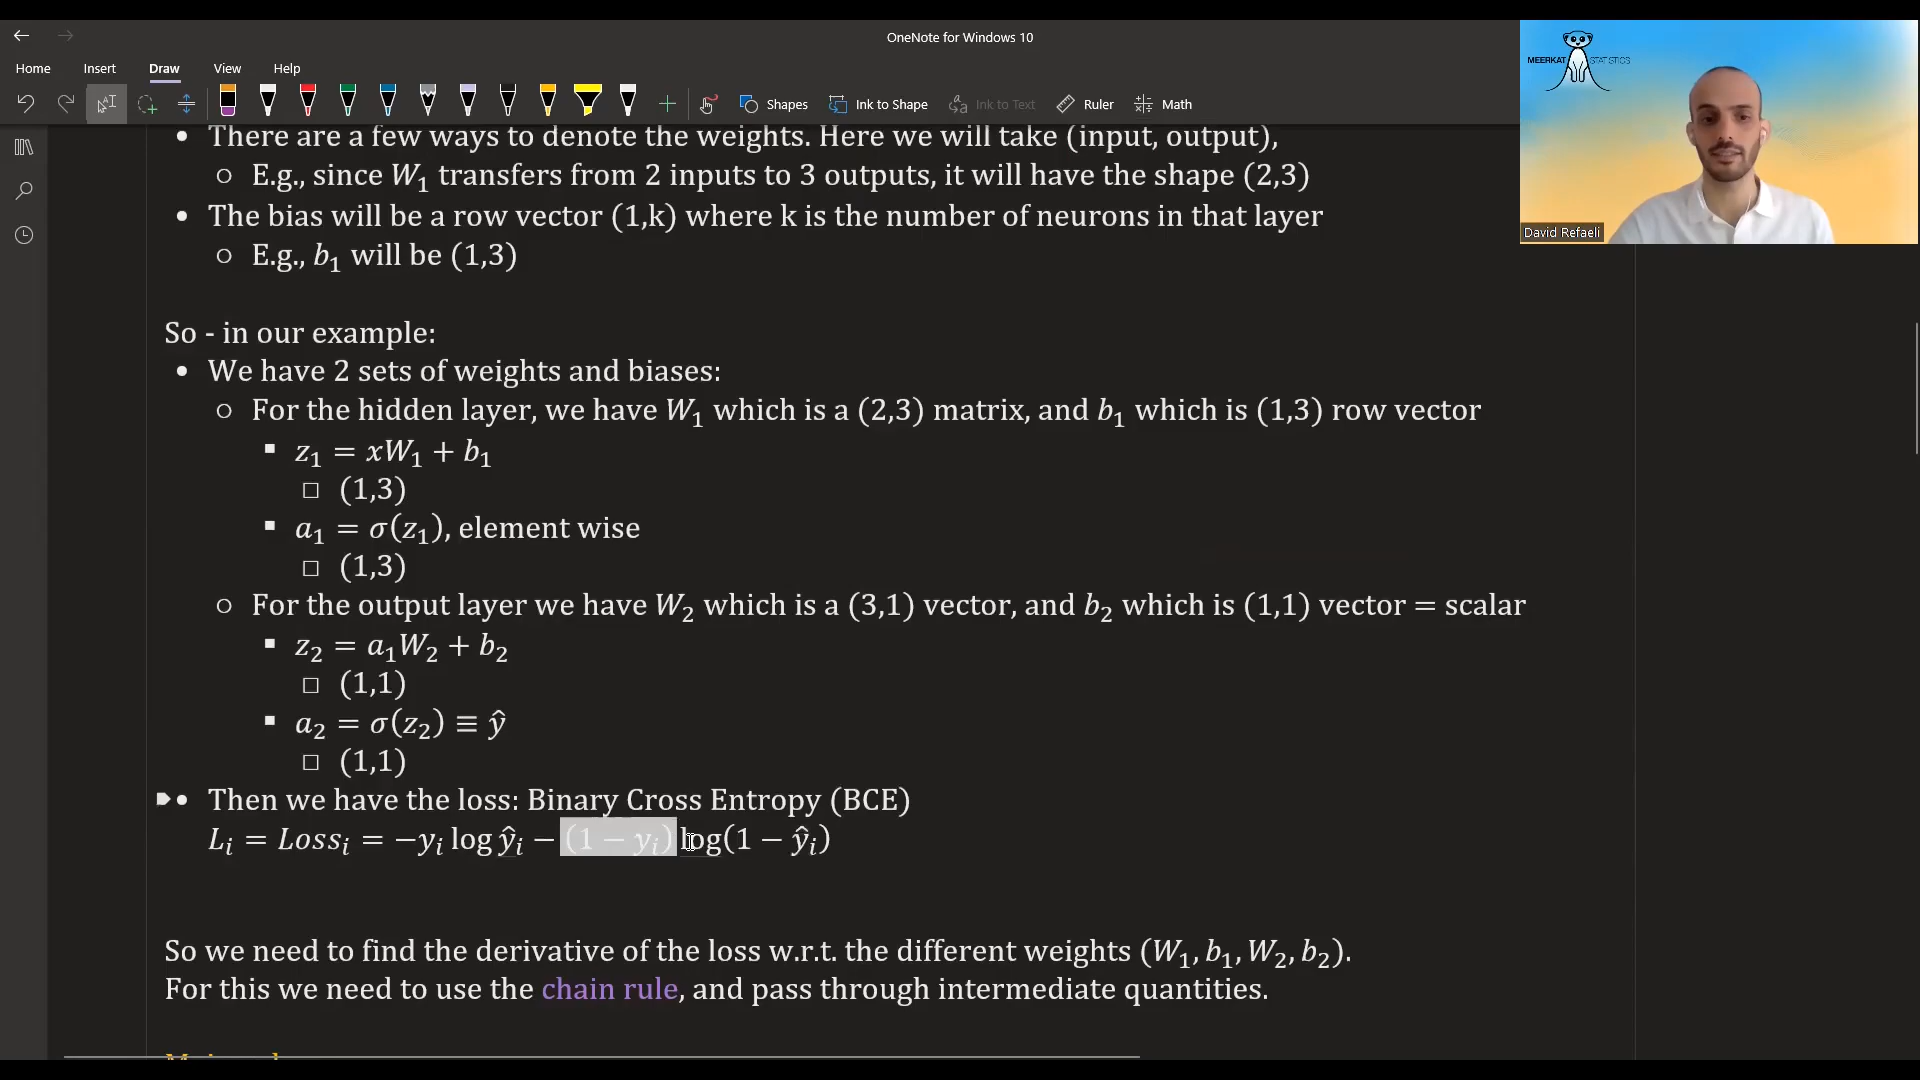 OneNote for Windows 10
Home Insert Draw View Help
Shapes Ink to Shape Ink to Text Ruler Math
MEERKAT STATISTICS
David Refaeli
• There are a few ways to denote the weights. Here we will take (input, output),
○ E.g., since W₁ transfers from 2 inputs to 3 outputs, it will have the shape (2,3)
• The bias will be a row vector (1,k) where k is the number of neurons in that layer
○ E.g., b₁ will be (1,3)
So - in our example:
• We have 2 sets of weights and biases:
○ For the hidden layer, we have W₁ which is a (2,3) matrix, and b₁ which is (1,3) row vector
▪ z₁ = xW₁ + b₁
□ (1,3)
▪ a₁ = σ(z₁), element wise
□ (1,3)
○ For the output layer we have W₂ which is a (3,1) vector, and b₂ which is (1,1) vector = scalar
▪ z₂ = a₁W₂ + b₂
□ (1,1)
▪ a₂ = σ(z₂) ≡ ŷ
□ (1,1)
• Then we have the loss: Binary Cross Entropy (BCE)
Lᵢ = Lossᵢ = −yᵢ log ŷᵢ − (1 − yᵢ) log(1 − ŷᵢ)
So we need to find the derivative of the loss w.r.t. the different weights (W₁, b₁, W₂, b₂).
For this we need to use the chain rule, and pass through intermediate quantities.